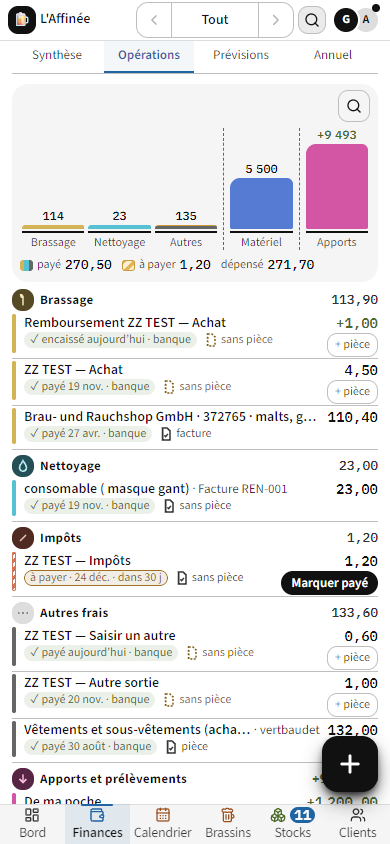 L'Affinée
Tout
G
A
Synthèse
Opérations
Prévisions
Annuel
+9 493
5 500
114
23
135
Brassage
Nettoyage
Autres
Matériel
Apports
payé 270,50
à payer 1,20
dépensé 271,70
Brassage 113,90
Remboursement ZZ TEST — Achat +1,00
✓ encaissé aujourd'hui · banque sans pièce + pièce
ZZ TEST — Achat 4,50
✓ payé 19 nov. · banque sans pièce + pièce
Brau- und Rauchshop GmbH · 372765 · malts, g… 110,40
✓ payé 27 avr. · banque facture
Nettoyage 23,00
consomable ( masque gant) · Facture REN-001 23,00
✓ payé 19 nov. · banque sans pièce
Impôts 1,20
ZZ TEST — Impôts 1,20
à payer · 24 déc. · dans 30 j sans pièce Marquer payé
Autres frais 133,60
ZZ TEST — Saisir un autre 0,60
✓ payé aujourd'hui · banque sans pièce + pièce
ZZ TEST — Autre sortie 1,00
✓ payé 20 nov. · banque sans pièce + pièce
Vêtements et sous-vêtements (acha… · vertbaudet 132,00
✓ payé 30 août · banque pièce
Apports et prélèvements
De ma poche
Bord
Finances
Calendrier
Brassins
Stocks 11
Clients